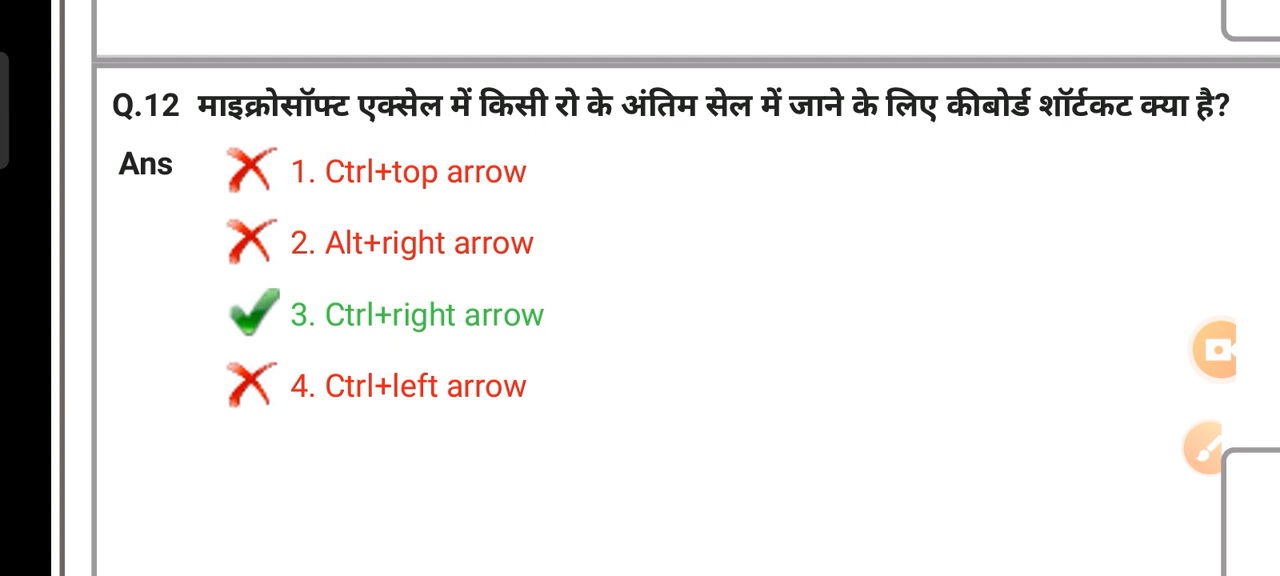 Q.12 माइक्रोसॉफ्ट एक्सेल में किसी रो के अंतिम सेल में जाने के लिए कीबोर्ड शॉर्टकट क्या है?
Ans 1. Ctrl+top arrow
2. Alt+right arrow
3. Ctrl+right arrow
4. Ctrl+left arrow